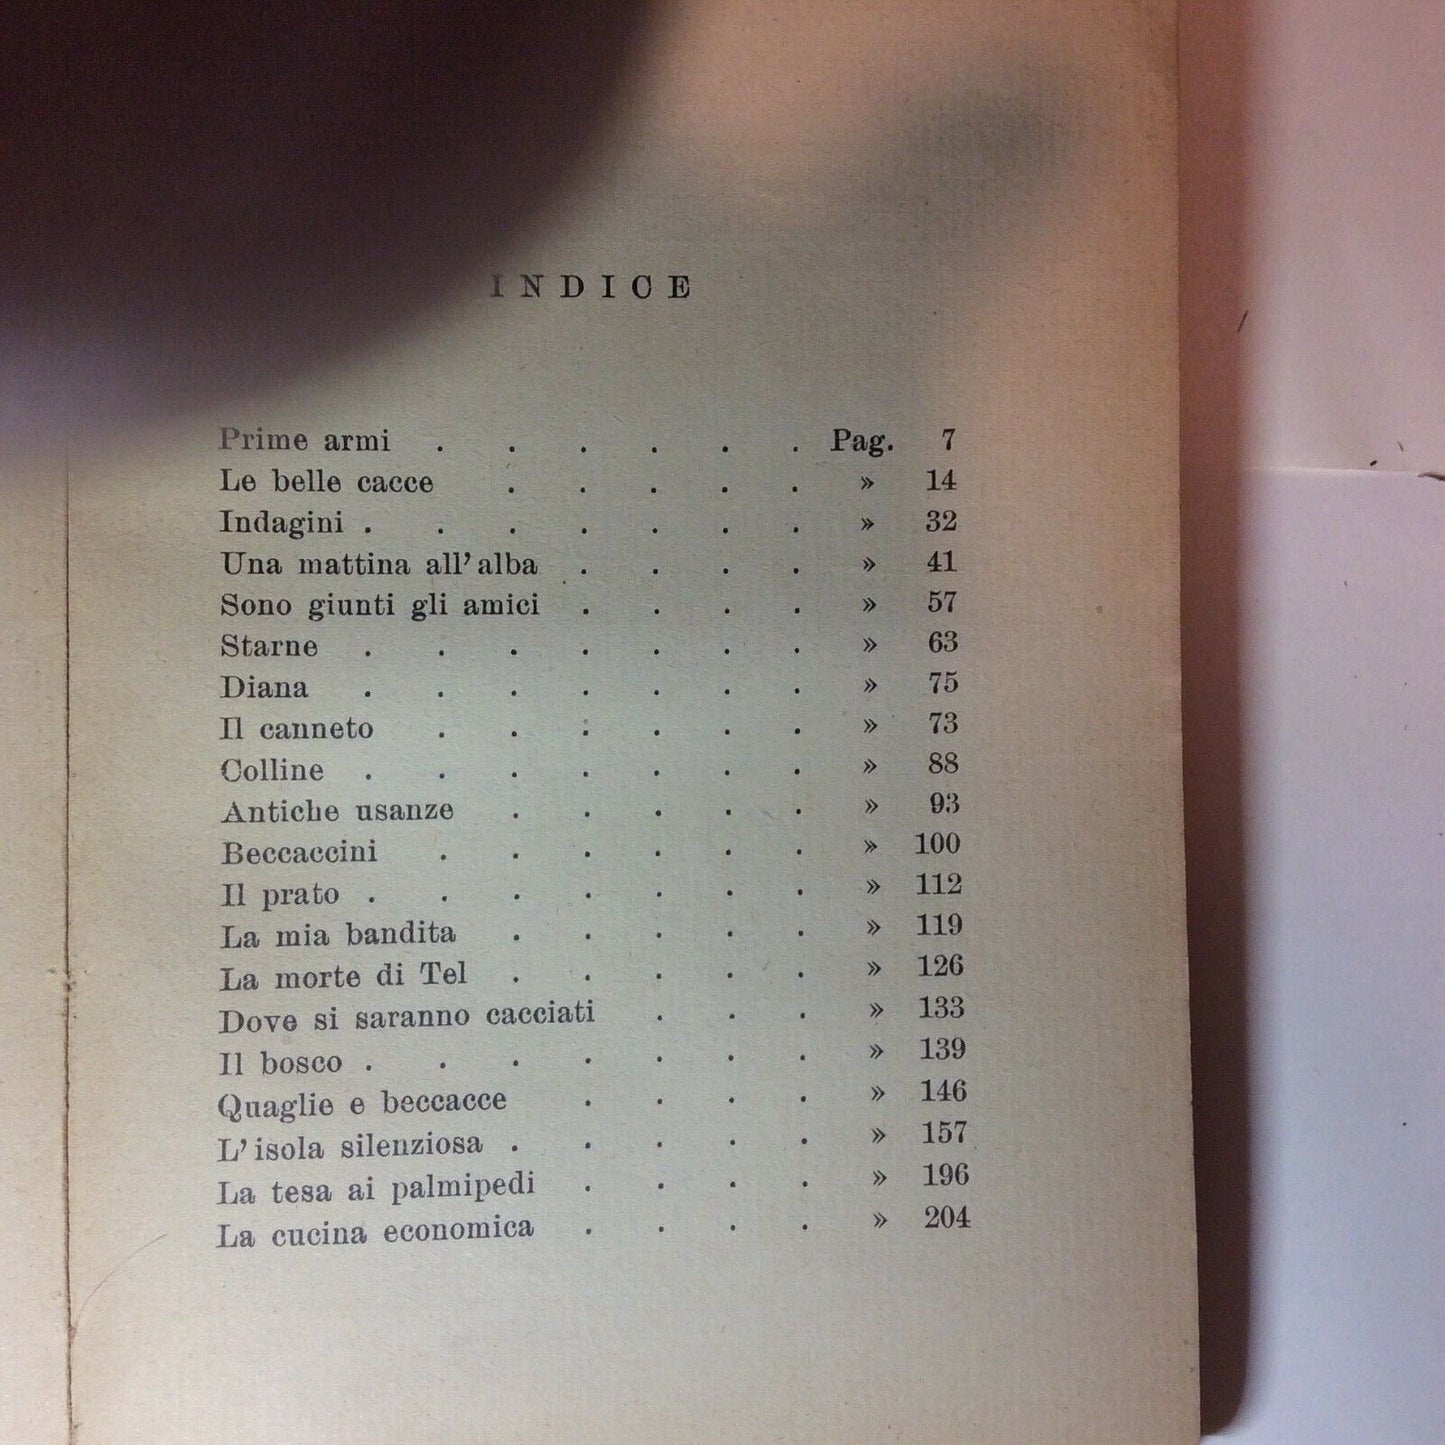 INDICE
Prime armi . . . . . . Pag. 7
Le belle cacce . . . . . » 14
Indagini . . . . . . . » 32
Una mattina all'alba . . . . » 41
Sono giunti gli amici . . . . » 57
Starne . . . . . . . » 63
Diana . . . . . . . » 75
Il canneto . . . . . . » 73
Colline . . . . . . . » 88
Antiche usanze . . . . . » 93
Beccaccini . . . . . . » 100
Il prato . . . . . . . » 112
La mia bandita . . . . . » 119
La morte di Tel . . . . . » 126
Dove si saranno cacciati . . . » 133
Il bosco . . . . . . . » 139
Quaglie e beccacce . . . . » 146
L'isola silenziosa . . . . . » 157
La tesa ai palmipedi . . . . » 196
La cucina economica . . . . » 204